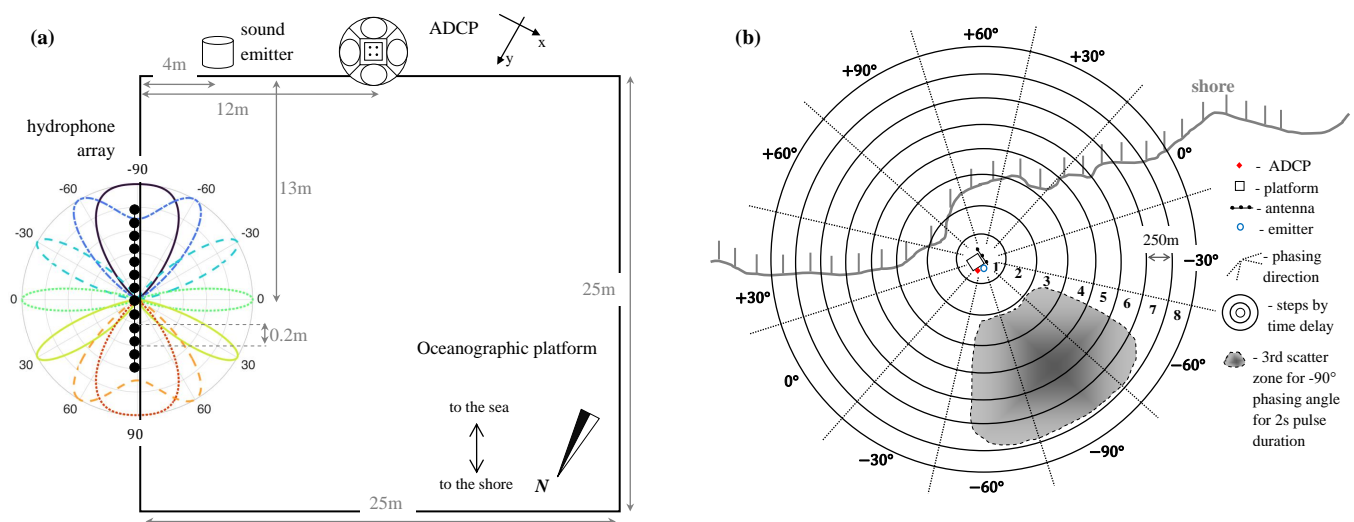 (a)
sound
emitter
ADCP
x
y
4m
12m
hydrophone
array
13m
-90
-60
-60
-30
-30
0
0
0.2m
30
30
60
60
90
25m
Oceanographic platform
to the sea
to the shore
N
25m
(b)
+60°
+30°
+90°
shore
+60°
0°
- ADCP
- platform
- antenna
- emitter
250m
- phasing
direction
−30°
1
2
3
4
5
6
7
8
+30°
- steps by
time delay
- 3rd scatter
zone for -90°
phasing angle
for 2s pulse
duration
−60°
0°
−90°
−30°
−60°